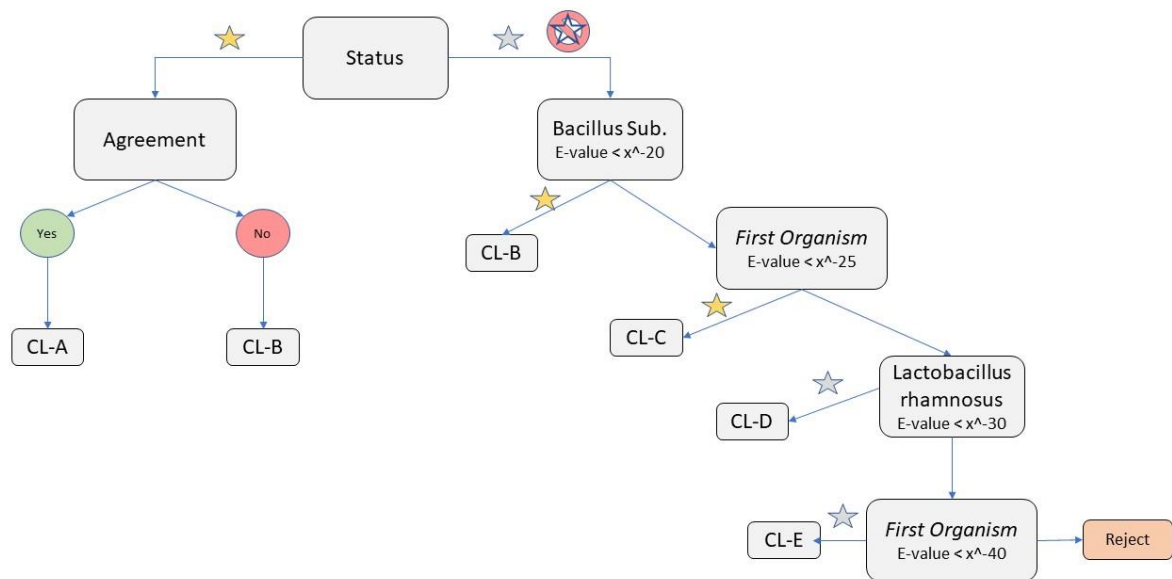 Status
Agreement
Bacillus Sub.
E-value < x^-20
Yes
No
CL-B
First Organism
E-value < x^-25
CL-A
CL-B
CL-C
Lactobacillus
rhamnosus
E-value < x^-30
CL-D
First Organism
E-value < x^-40
CL-E
Reject